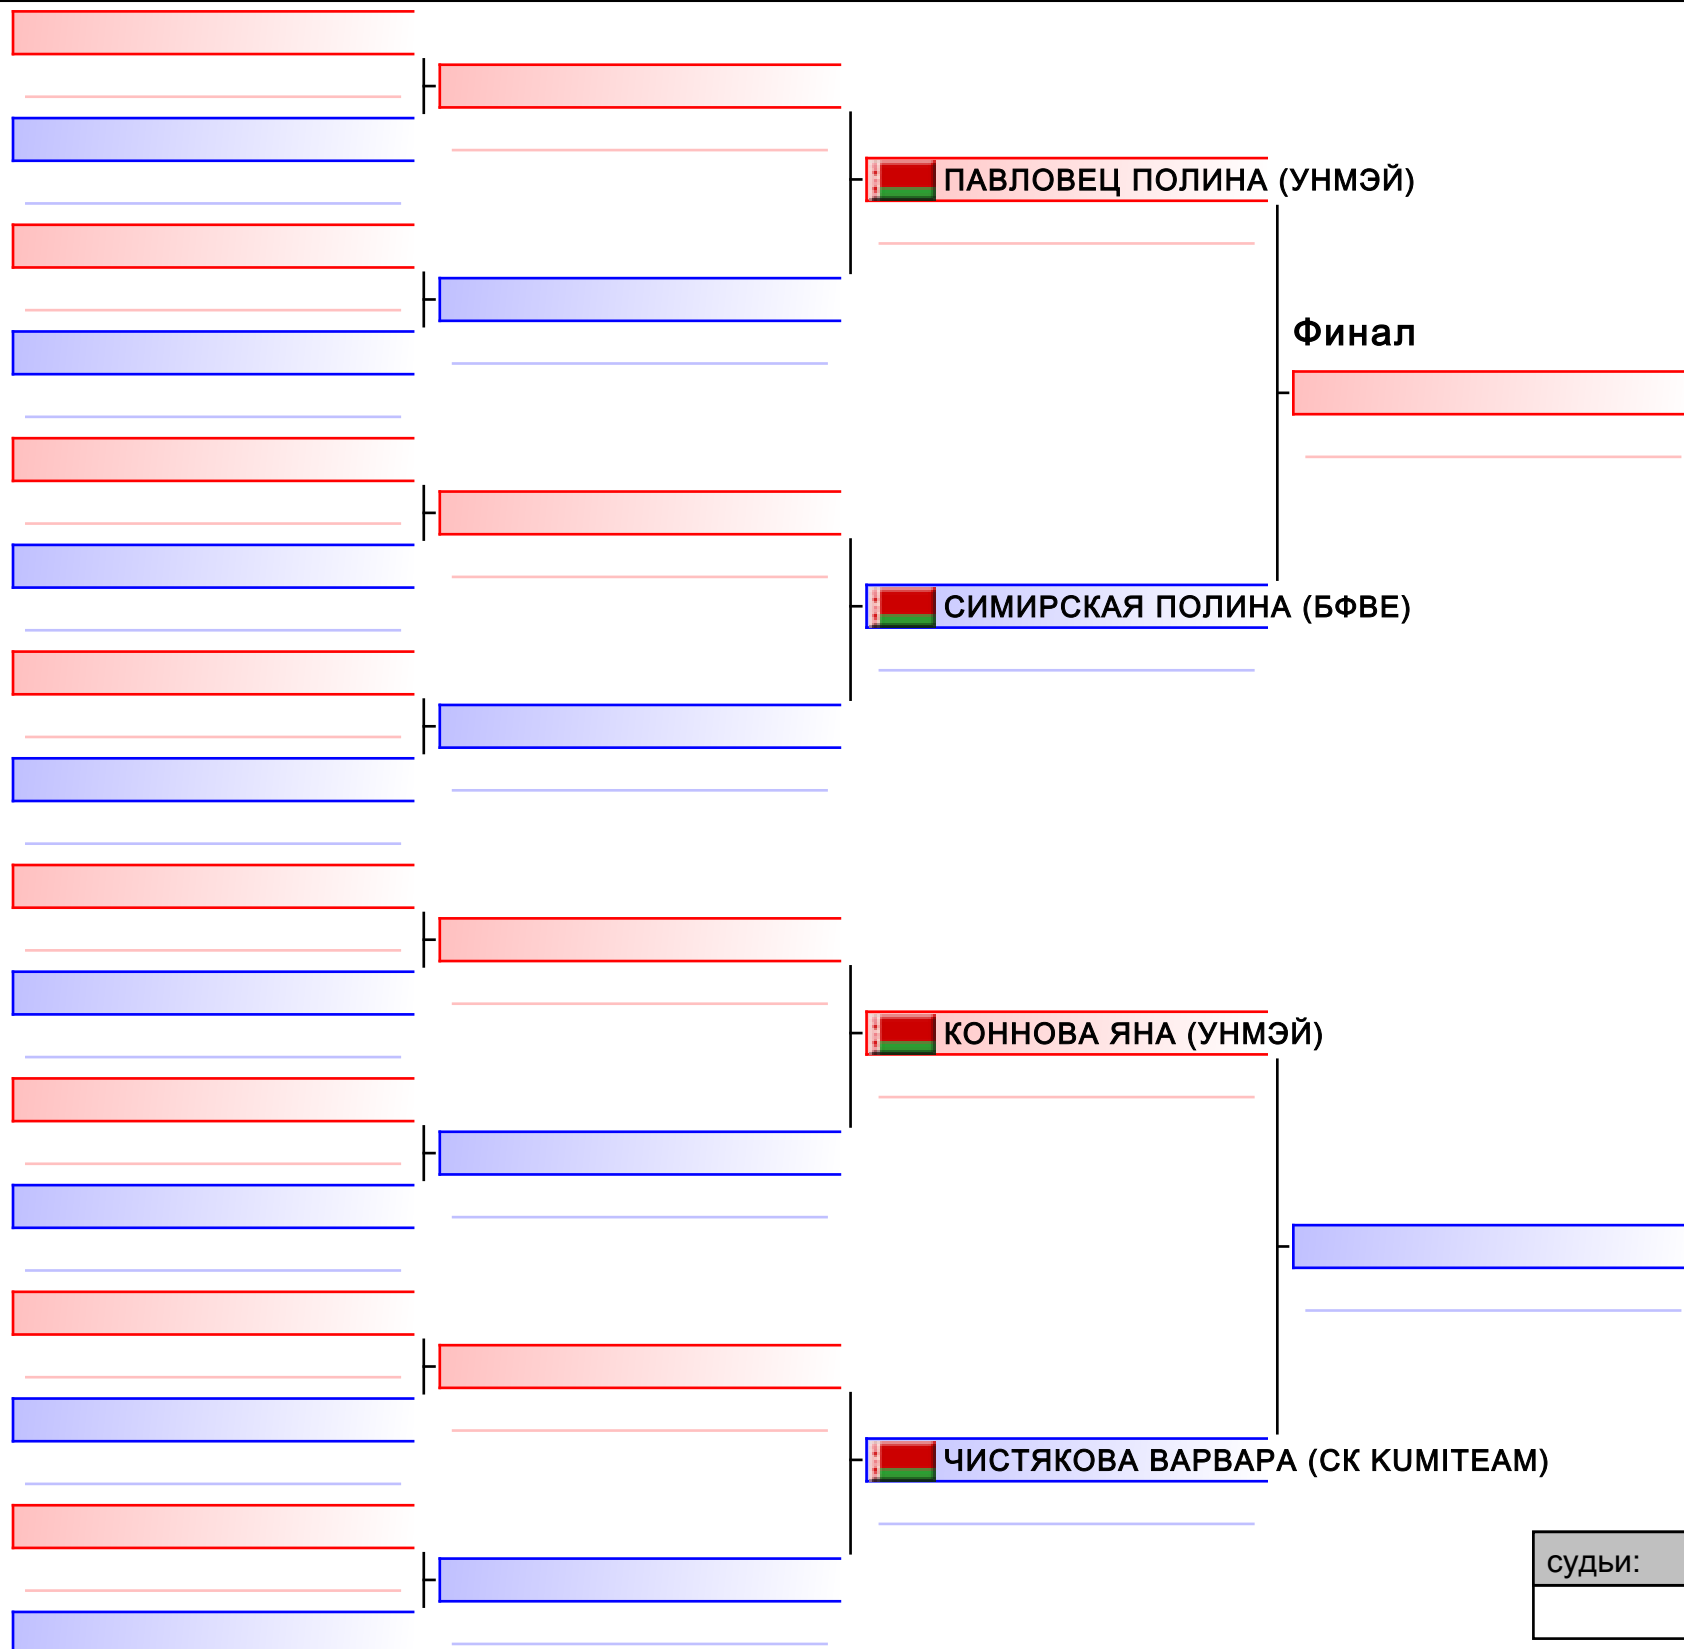 ПАВЛОВЕЦ ПОЛИНА (УНМЭЙ)
Финал
СИМИРСКАЯ ПОЛИНА (БФВЕ)
КОННОВА ЯНА (УНМЭЙ)
ЧИСТЯКОВА ВАРВАРА (СК KUMITEAM)
судьи: